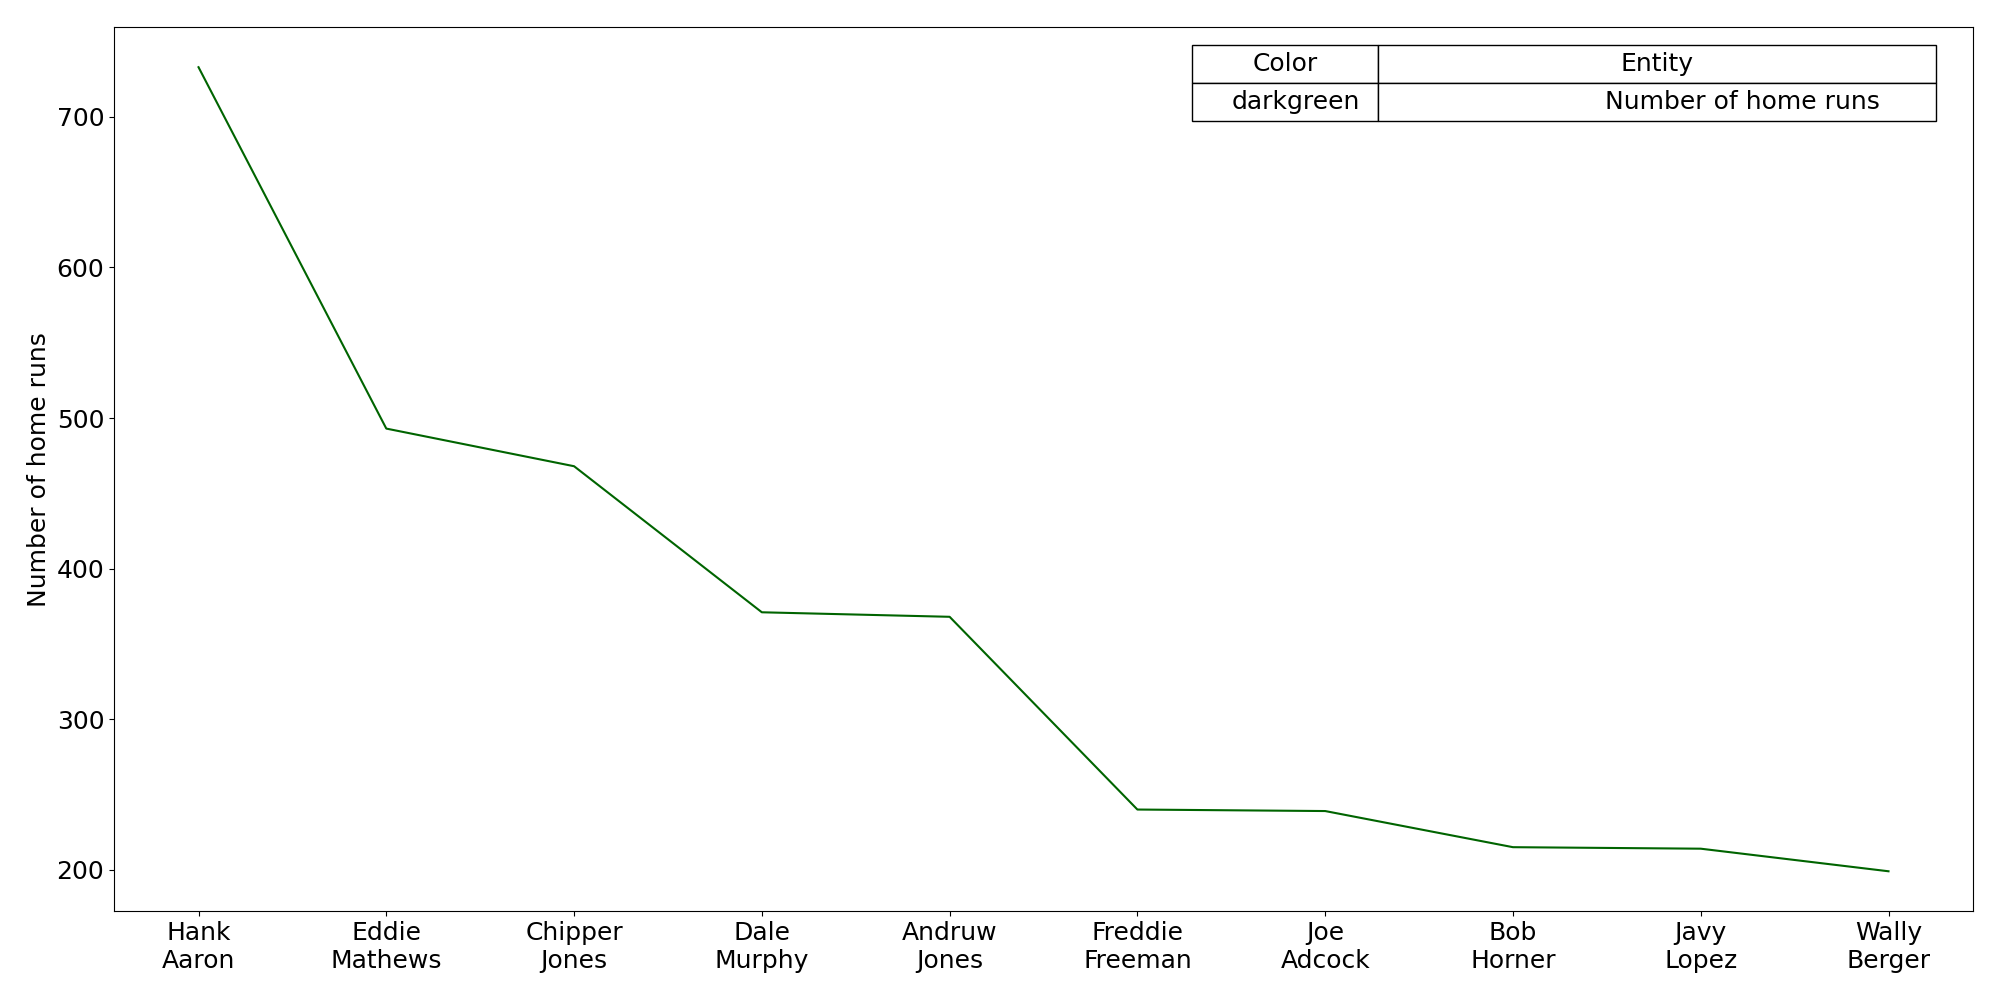 Color Entity
darkgreen Number of home runs
Number of home runs
700
600
500
400
300
200
Hank Aaron
Eddie Mathews
Chipper Jones
Dale Murphy
Andruw Jones
Freddie Freeman
Joe Adcock
Bob Horner
Javy Lopez
Wally Berger